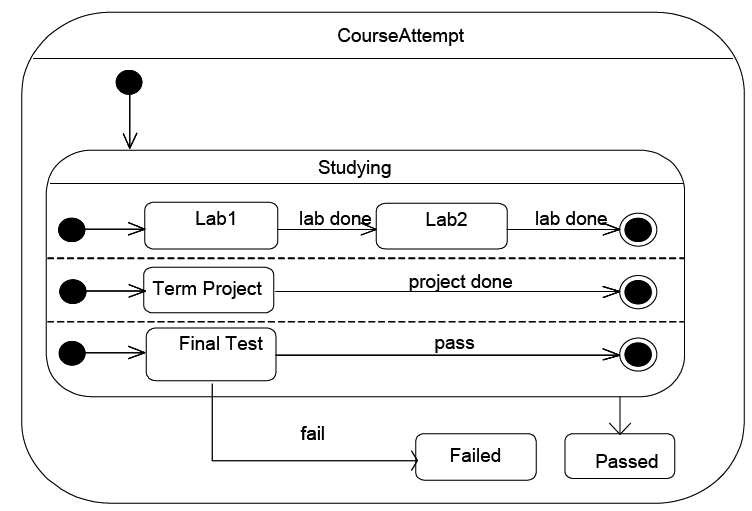 CourseAttempt
Studying
Lab1
lab done
Lab2
lab done
Term Project
project done
Final Test
pass
fail
Failed
Passed